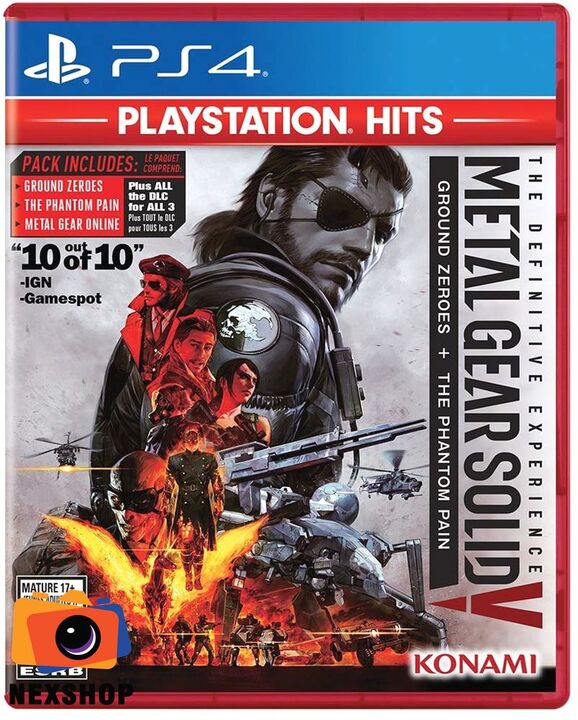 PS4
PLAYSTATION HITS
PACK INCLUDES: LE PAQUET COMPREND:
GROUND ZEROES
THE PHANTOM PAIN
METAL GEAR ONLINE
Plus ALL
the DLC
for ALL 3
Plus TOUT le DLC
pour TOUS les 3
"10 out of 10"
-IGN
-Gamespot
THE DEFINITIVE EXPERIENCE
METAL GEAR SOLID V
GROUND ZEROES + THE PHANTOM PAIN
MATURE 17+
ESRB
KONAMI
NEXSHOP